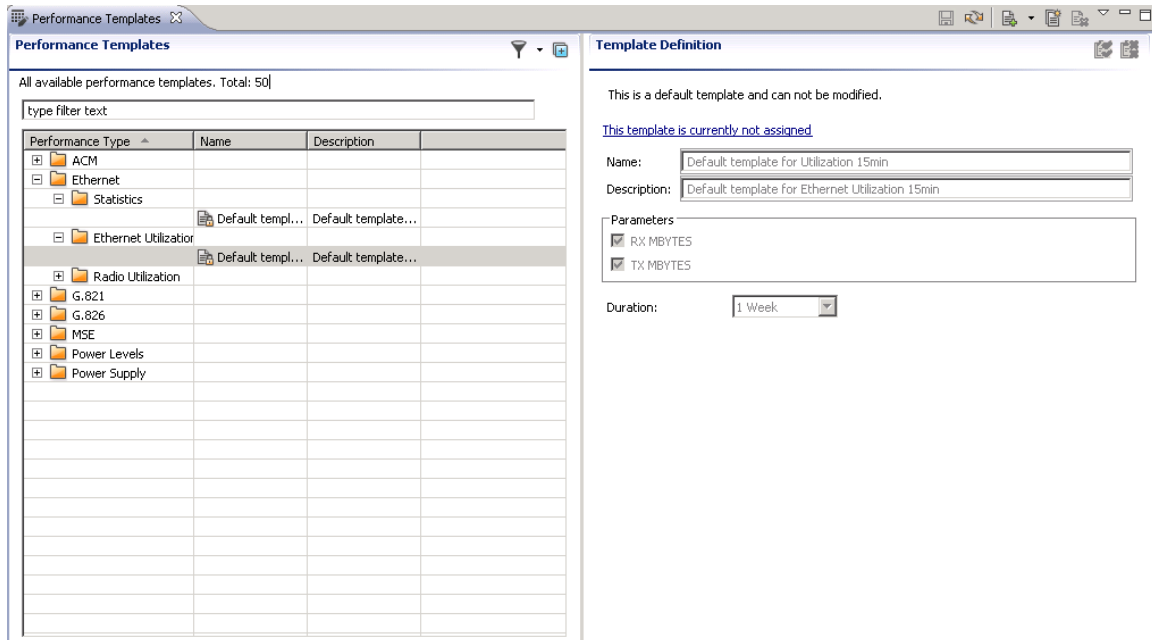 Performance Templates
Performance Templates
All available performance templates. Total: 50
type filter text
Performance Type Name Description
ACM
Ethernet
Statistics
Default templ... Default template...
Ethernet Utilization
Default templ... Default template...
Radio Utilization
G.821
G.826
MSE
Power Levels
Power Supply
Template Definition
This is a default template and can not be modified.
This template is currently not assigned
Name: Default template for Utilization 15min
Description: Default template for Ethernet Utilization 15min
Parameters
RX MBYTES
TX MBYTES
Duration: 1 Week